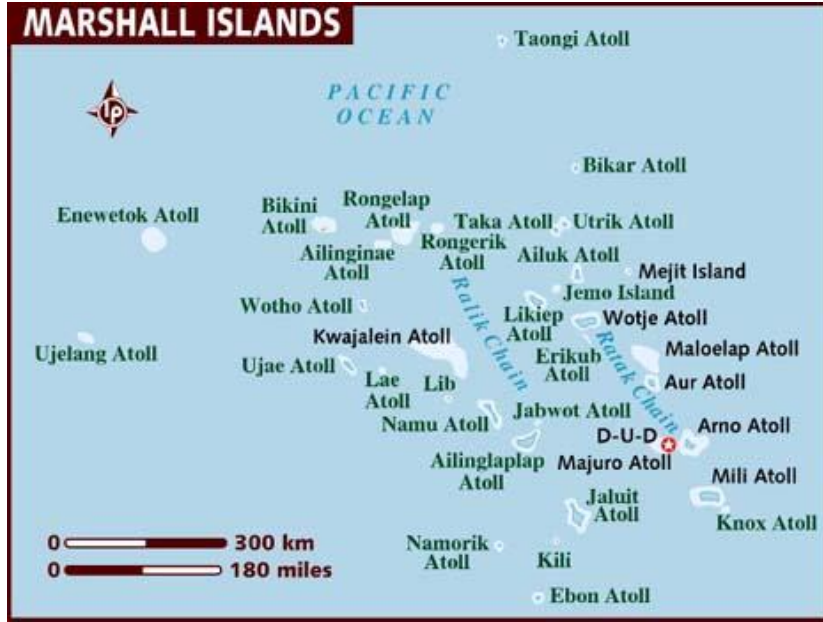 MARSHALL ISLANDS
Taongi Atoll
lp
PACIFIC
OCEAN
Bikar Atoll
Enewetok Atoll
Bikini
Atoll
Rongelap
Atoll
Taka Atoll
Utrik Atoll
Ailinginae
Atoll
Rongerik
Atoll
Ailuk Atoll
Mejit Island
Jemo Island
Wotho Atoll
Ralik Chain
Likiep
Atoll
Wotje Atoll
Ujelang Atoll
Kwajalein Atoll
Erikub
Atoll
Ratak Chain
Maloelap Atoll
Ujae Atoll
Lae
Atoll
Lib
Aur Atoll
Namu Atoll
Jabwot Atoll
Arno Atoll
D-U-D
Ailinglaplap
Atoll
Majuro Atoll
Mili Atoll
Jaluit
Atoll
Knox Atoll
0 300 km
0 180 miles
Namorik
Atoll
Kili
Ebon Atoll